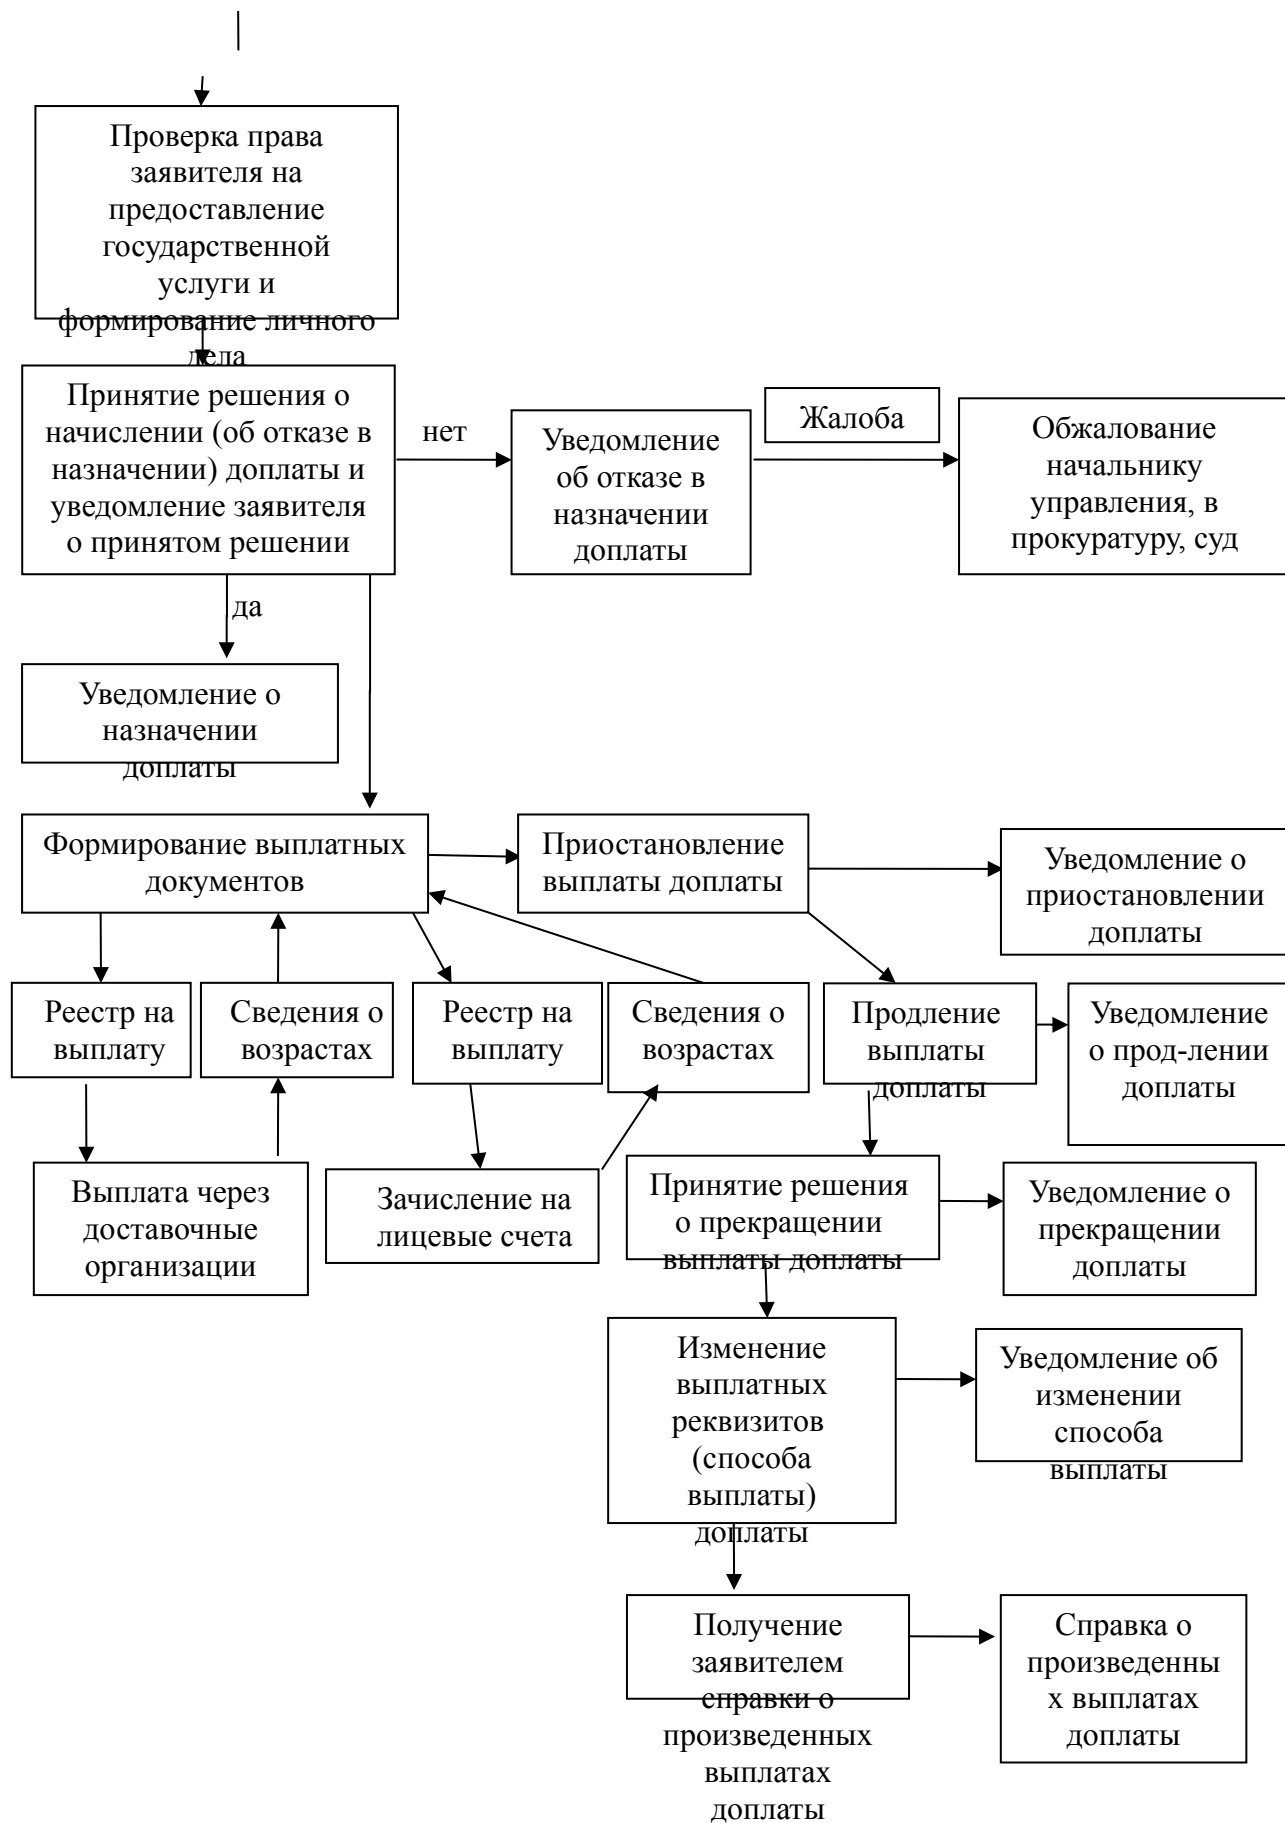 Проверка права
заявителя на
предоставление
государственной
услуги и
формирование личного
дела
Принятие решения о
начислении (об отказе в
назначении) доплаты и
уведомление заявителя
о принятом решении
нет
Уведомление
об отказе в
назначении
доплаты
Жалоба
Обжалование
начальнику
управления, в
прокуратуру, суд
да
Уведомление о
назначении
доплаты
Формирование выплатных
документов
Приостановление
выплаты доплаты
Уведомление о
приостановлении
доплаты
Реестр на
выплату
Сведения о
возрастах
Реестр на
выплату
Сведения о
возрастах
Продление
выплаты
доплаты
Уведомление
о прод-лении
доплаты
Выплата через
доставочные
организации
Зачисление на
лицевые счета
Принятие решения
о прекращении
выплаты доплаты
Уведомление о
прекращении
доплаты
Изменение
выплатных
реквизитов
(способа
выплаты)
доплаты
Уведомление об
изменении
способа
выплаты
Получение
заявителем
справки о
произведенных
выплатах
доплаты
Справка о
произведенны
х выплатах
доплаты